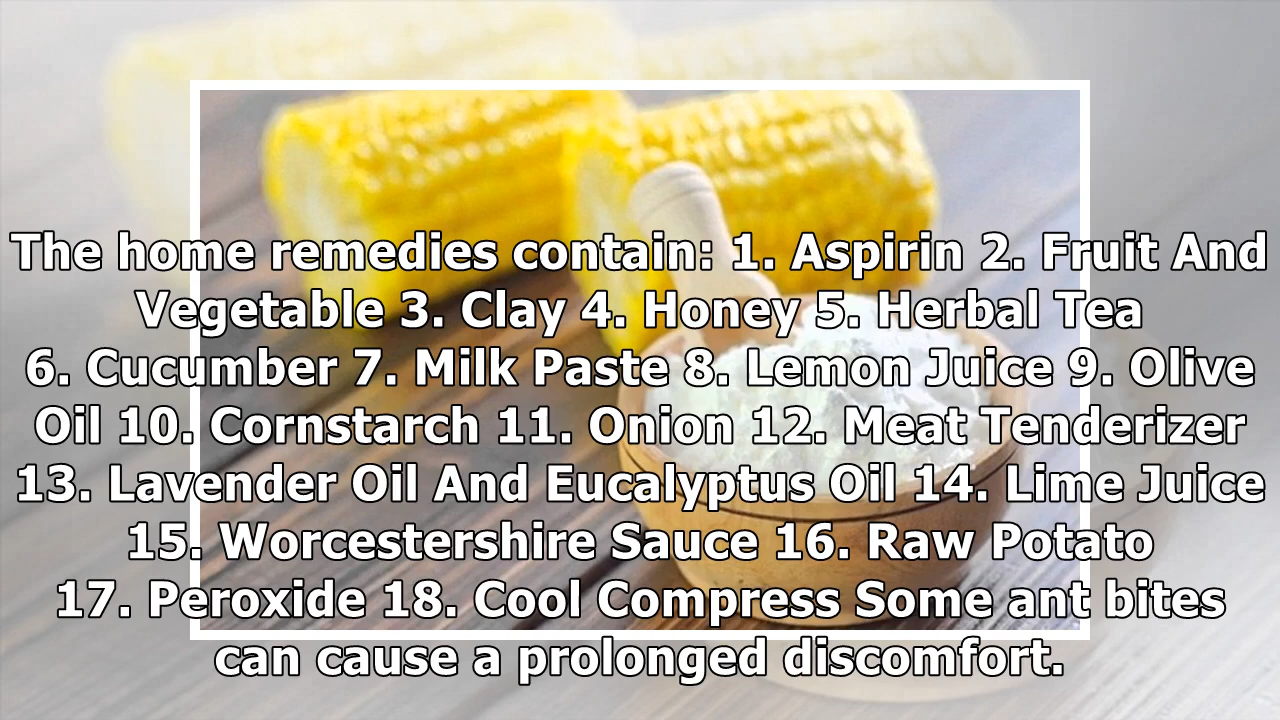 The home remedies contain: 1. Aspirin 2. Fruit And
Vegetable 3. Clay 4. Honey 5. Herbal Tea
6. Cucumber 7. Milk Paste 8. Lemon Juice 9. Olive
Oil 10. Cornstarch 11. Onion 12. Meat Tenderizer
13. Lavender Oil And Eucalyptus Oil 14. Lime Juice
15. Worcestershire Sauce 16. Raw Potato
17. Peroxide 18. Cool Compress Some ant bites
can cause a prolonged discomfort.